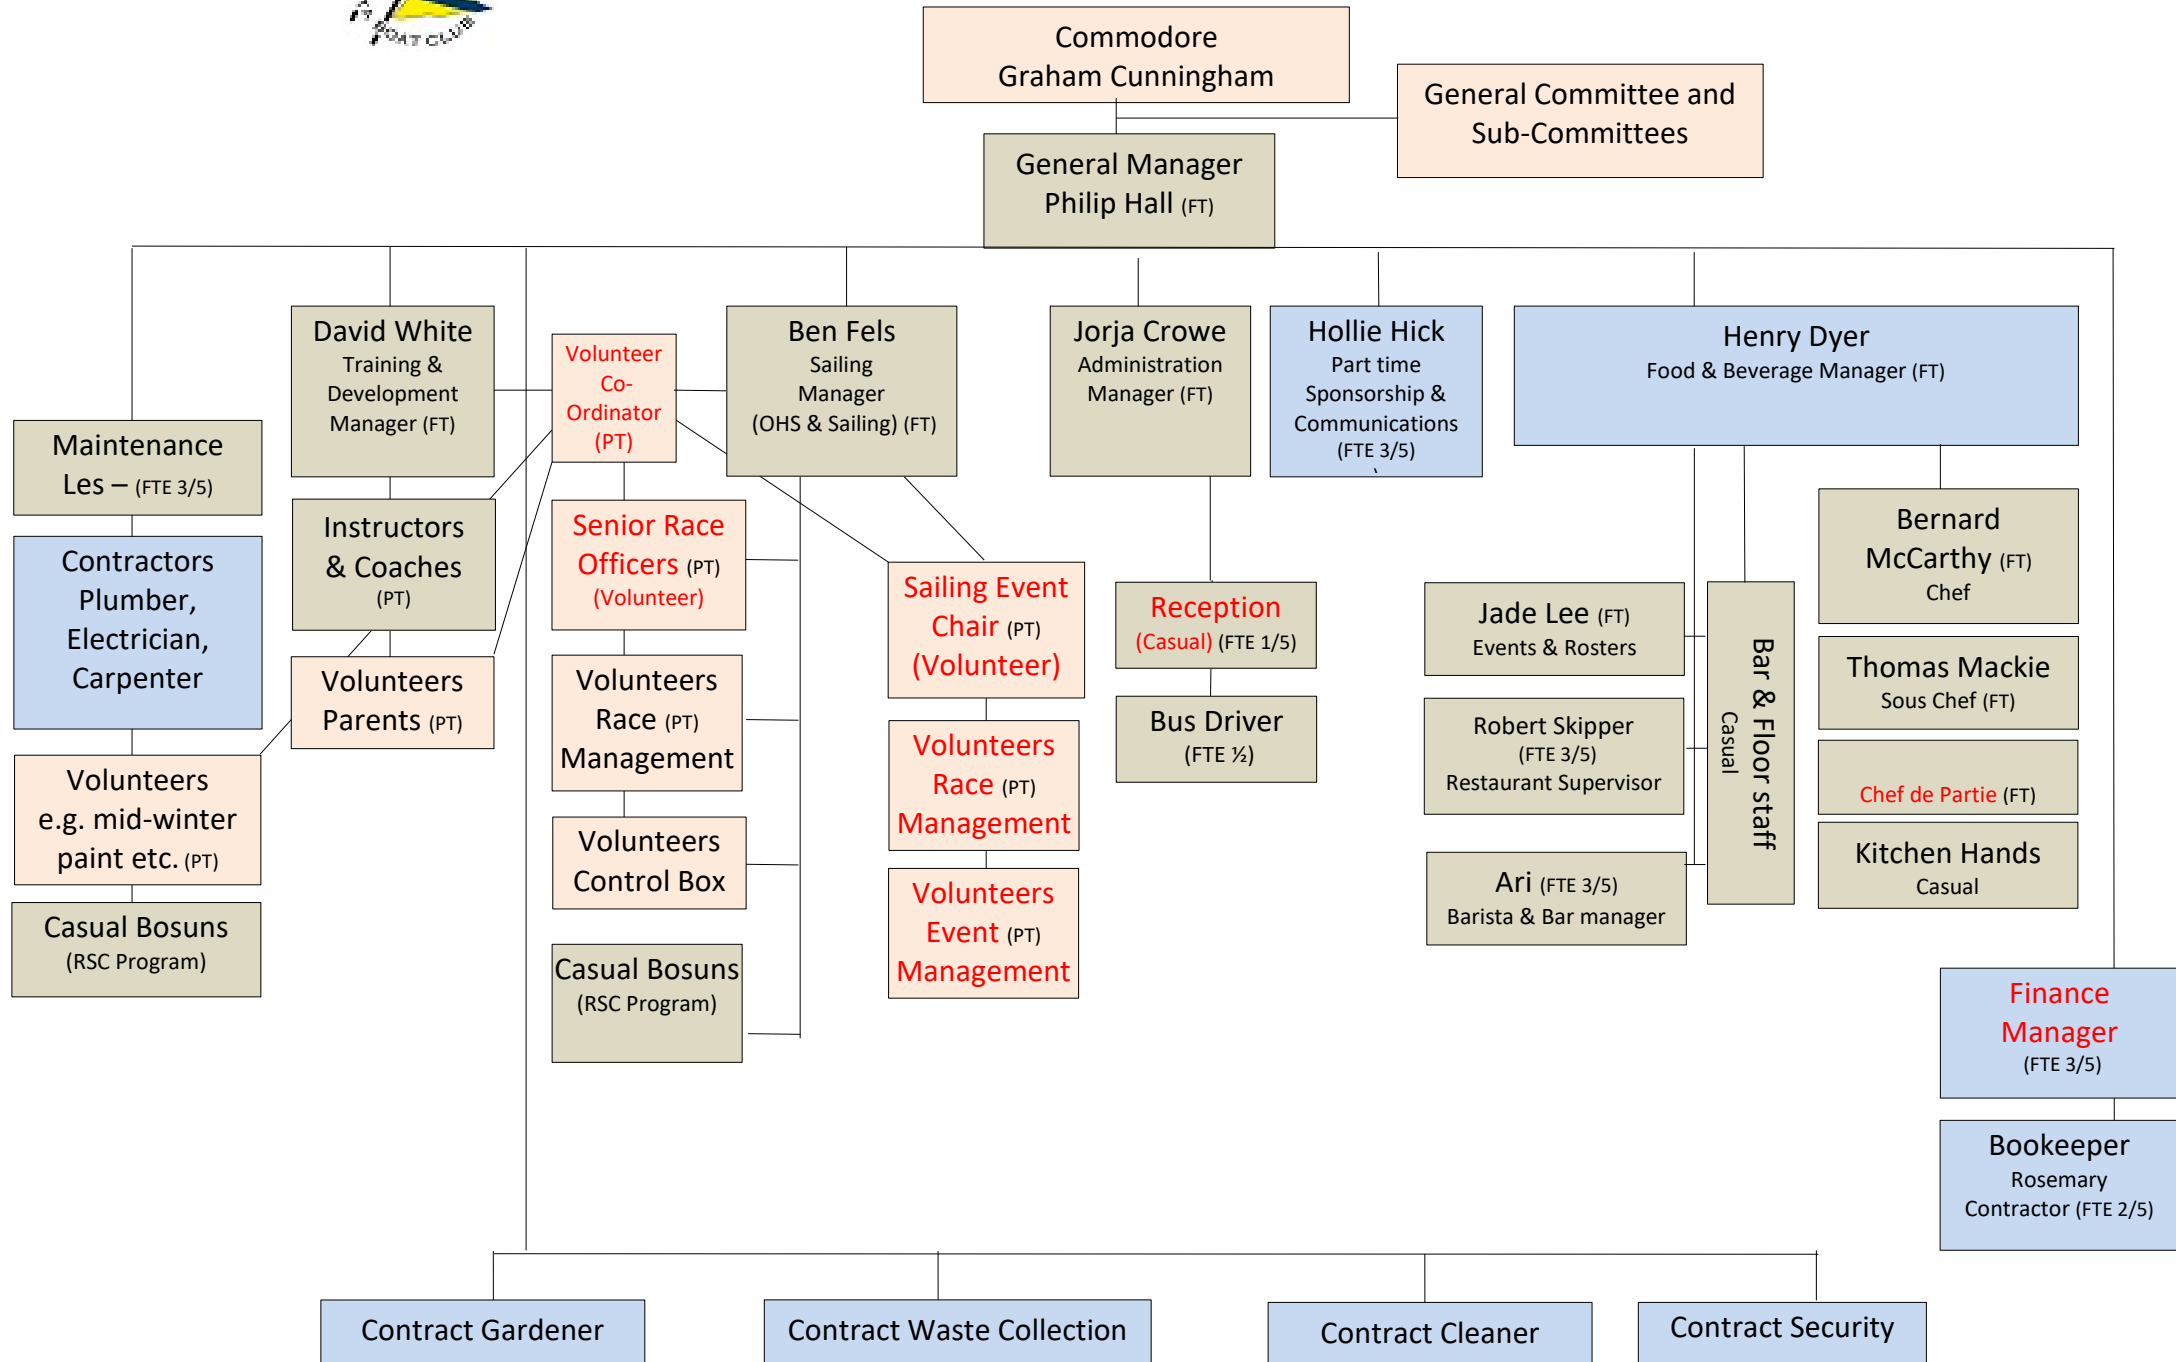 BOAT CLUB
Commodore
Graham Cunningham
General Committee and
Sub-Committees
General Manager
Philip Hall (FT)
David White
Training &
Development
Manager (FT)
Volunteer
Co-
Ordinator
(PT)
Ben Fels
Sailing
Manager
(OHS & Sailing) (FT)
Jorja Crowe
Administration
Manager (FT)
Hollie Hick
Part time
Sponsorship &
Communications
(FTE 3/5)
Henry Dyer
Food & Beverage Manager (FT)
Maintenance
Les – (FTE 3/5)
Contractors
Plumber,
Electrician,
Carpenter
Volunteers
e.g. mid-winter
paint etc. (PT)
Casual Bosuns
(RSC Program)
Instructors
& Coaches
(PT)
Volunteers
Parents (PT)
Senior Race
Officers (PT)
(Volunteer)
Volunteers
Race (PT)
Management
Volunteers
Control Box
Casual Bosuns
(RSC Program)
Sailing Event
Chair (PT)
(Volunteer)
Volunteers
Race (PT)
Management
Volunteers
Event (PT)
Management
Reception
(Casual) (FTE 1/5)
Bus Driver
(FTE ½)
Jade Lee (FT)
Events & Rosters
Robert Skipper
(FTE 3/5)
Restaurant Supervisor
Ari (FTE 3/5)
Barista & Bar manager
Bar & Floor staff
Casual
Bernard
McCarthy (FT)
Chef
Thomas Mackie
Sous Chef (FT)
Chef de Partie (FT)
Kitchen Hands
Casual
Finance
Manager
(FTE 3/5)
Bookeeper
Rosemary
Contractor (FTE 2/5)
Contract Gardener
Contract Waste Collection
Contract Cleaner
Contract Security